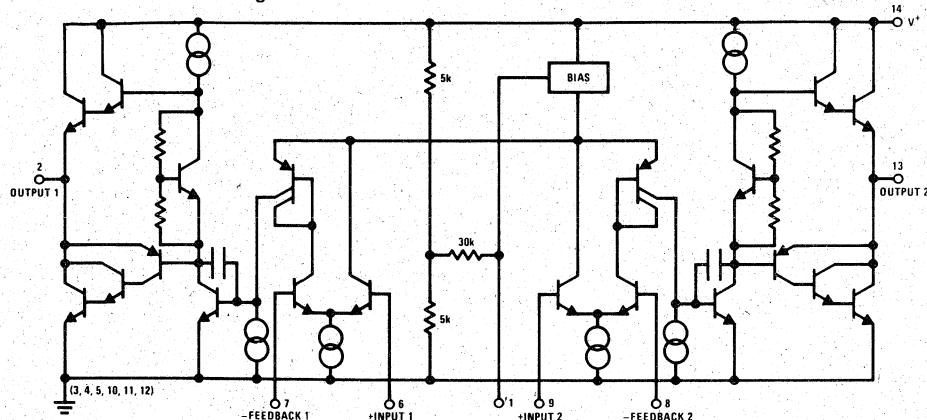 14
V+
5k
BIAS
2
OUTPUT 1
13
OUTPUT 2
30k
5k
(3, 4, 5, 10, 11, 12)
7
–FEEDBACK 1
6
+INPUT 1
1
9
+INPUT 2
8
–FEEDBACK 2